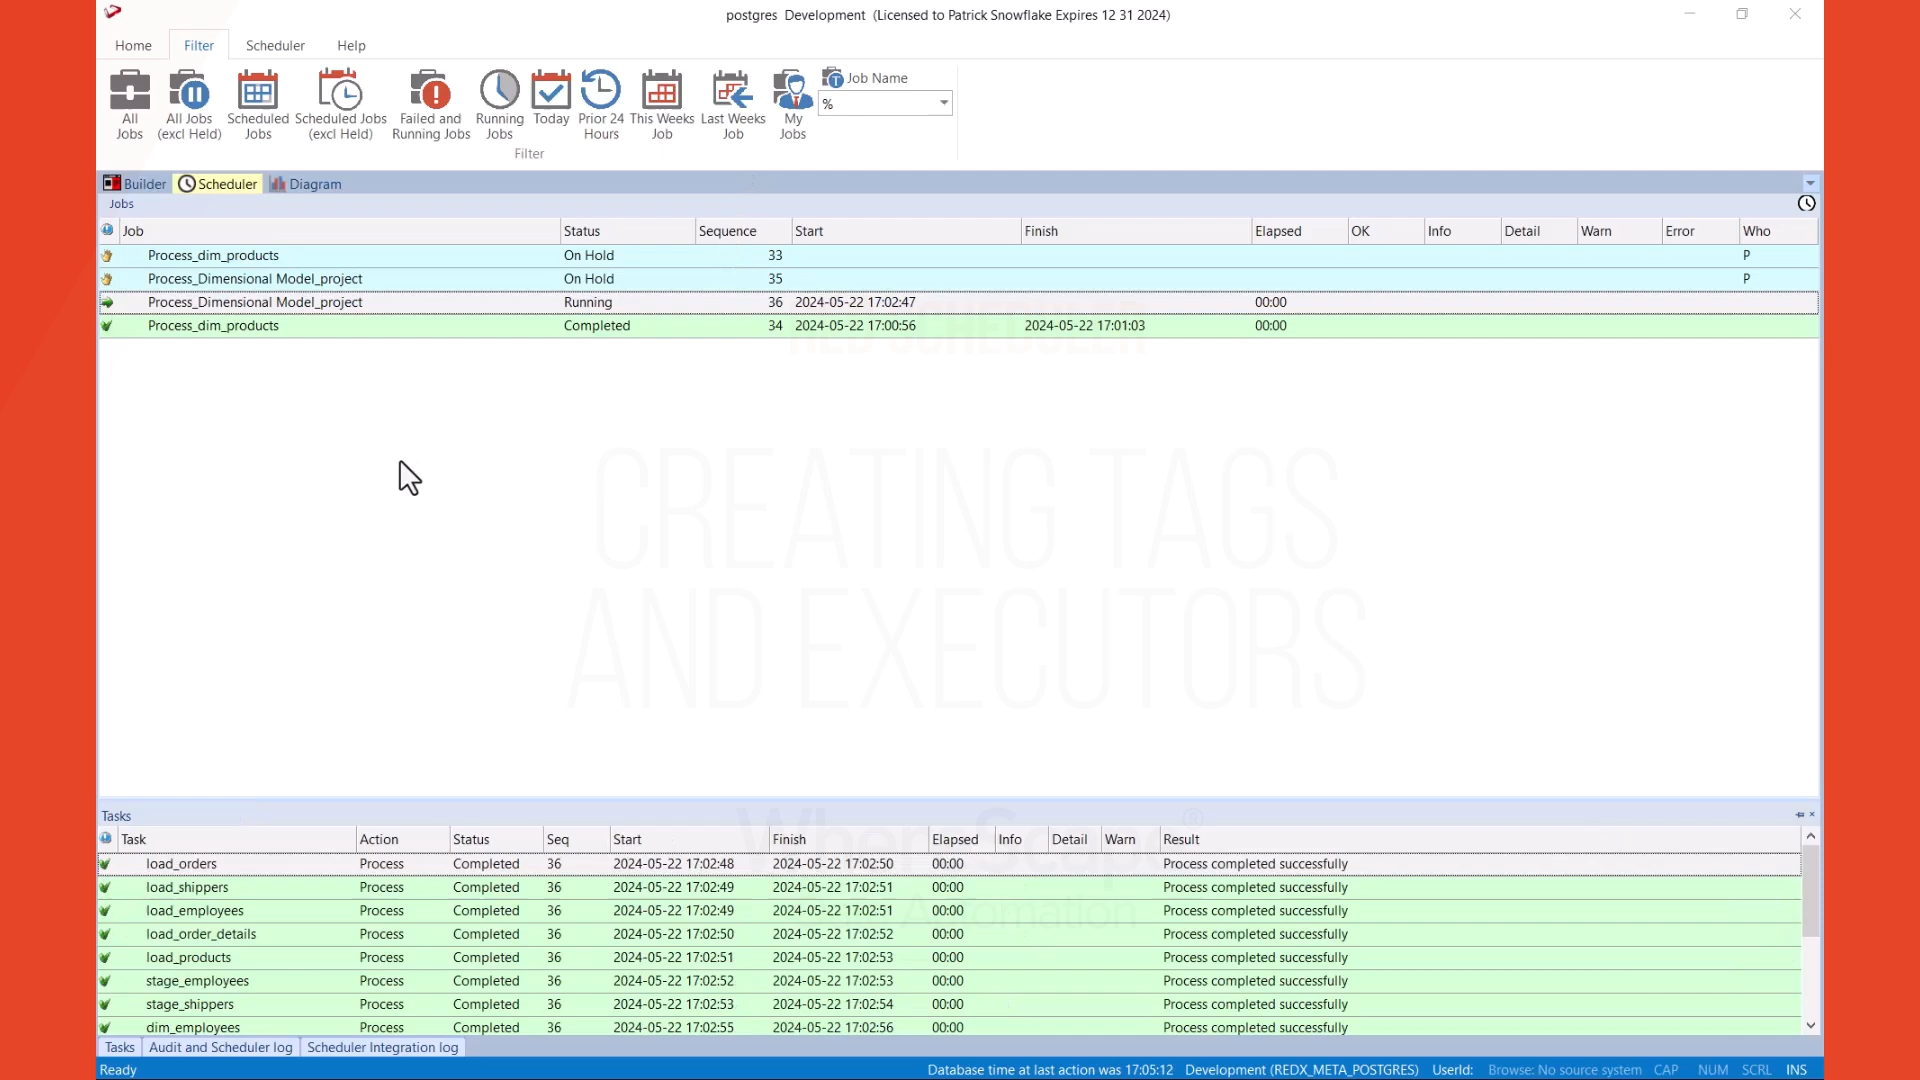 postgres Development (Licensed to Patrick Snowflake Expires 12 31 2024)
Home Filter Scheduler Help
All Jobs
All Jobs (excl Held)
Scheduled Jobs
Scheduled Jobs (excl Held)
Failed and Running Jobs
Running Jobs
Today
Prior 24 Hours
This Weeks Job
Last Weeks Job
My Jobs
Job Name
%
Filter
Builder Scheduler Diagram
Jobs
Job Status Sequence Start Finish Elapsed OK Info Detail Warn Error Who
Process_dim_products On Hold 33 P
Process_Dimensional Model_project On Hold 35 P
Process_Dimensional Model_project Running 36 2024-05-22 17:02:47 00:00
Process_dim_products Completed 34 2024-05-22 17:00:56 2024-05-22 17:01:03 00:00
RED SCHEDULER
CREATING TAGS
AND EXECUTORS
WhereScape®
Automation
Tasks
Task Action Status Seq Start Finish Elapsed Info Detail Warn Result
load_orders Process Completed 36 2024-05-22 17:02:48 2024-05-22 17:02:50 00:00 Process completed successfully
load_shippers Process Completed 36 2024-05-22 17:02:49 2024-05-22 17:02:51 00:00 Process completed successfully
load_employees Process Completed 36 2024-05-22 17:02:49 2024-05-22 17:02:51 00:00 Process completed successfully
load_order_details Process Completed 36 2024-05-22 17:02:50 2024-05-22 17:02:52 00:00 Process completed successfully
load_products Process Completed 36 2024-05-22 17:02:51 2024-05-22 17:02:53 00:00 Process completed successfully
stage_employees Process Completed 36 2024-05-22 17:02:52 2024-05-22 17:02:53 00:00 Process completed successfully
stage_shippers Process Completed 36 2024-05-22 17:02:53 2024-05-22 17:02:54 00:00 Process completed successfully
dim_employees Process Completed 36 2024-05-22 17:02:55 2024-05-22 17:02:56 00:00 Process completed successfully
Tasks Audit and Scheduler log Scheduler Integration log
Ready Database time at last action was 17:05:12 Development (REDX_META_POSTGRES) UserId: Browse: No source system CAP NUM SCRL INS